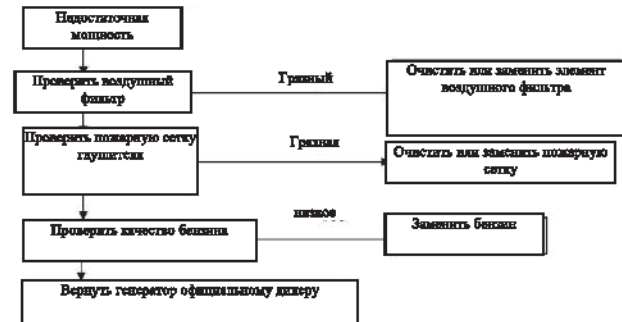 Недостаточная
мощность
Проверить воздушный
фильтр
Грязный
Очистить или заменить элемент
воздушного фильтра
Проверить пожарную сетку
глушителя
Грязная
Очистить или заменить пожарную
сетку
Проверить качество бензина
низкое
Заменить бензин
Вернуть генератор официальному дилеру